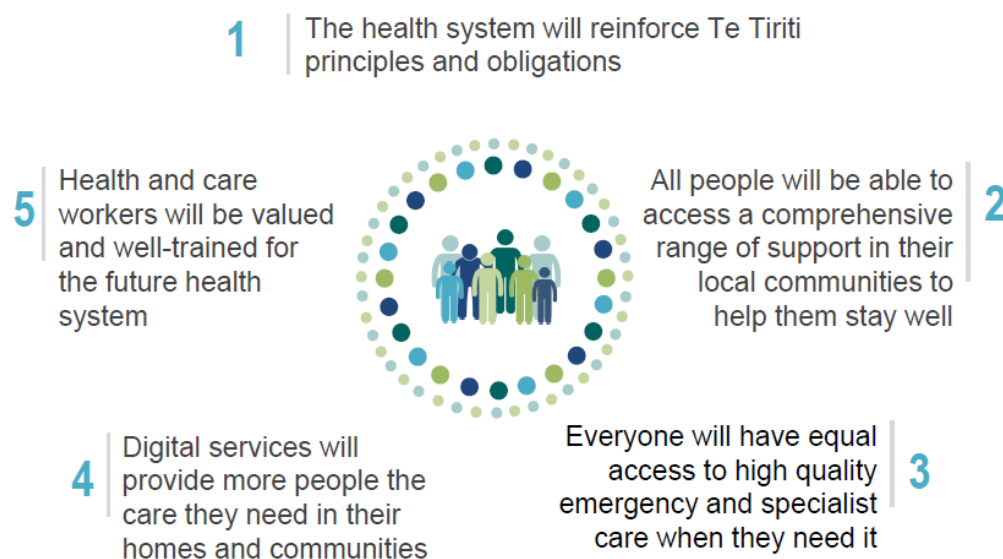 1
The health system will reinforce Te Tiriti
principles and obligations
2
All people will be able to
access a comprehensive
range of support in their
local communities to
help them stay well
3
Everyone will have equal
access to high quality
emergency and specialist
care when they need it
4
Digital services will
provide more people the
care they need in their
homes and communities
5
Health and care
workers will be valued
and well-trained for
the future health
system